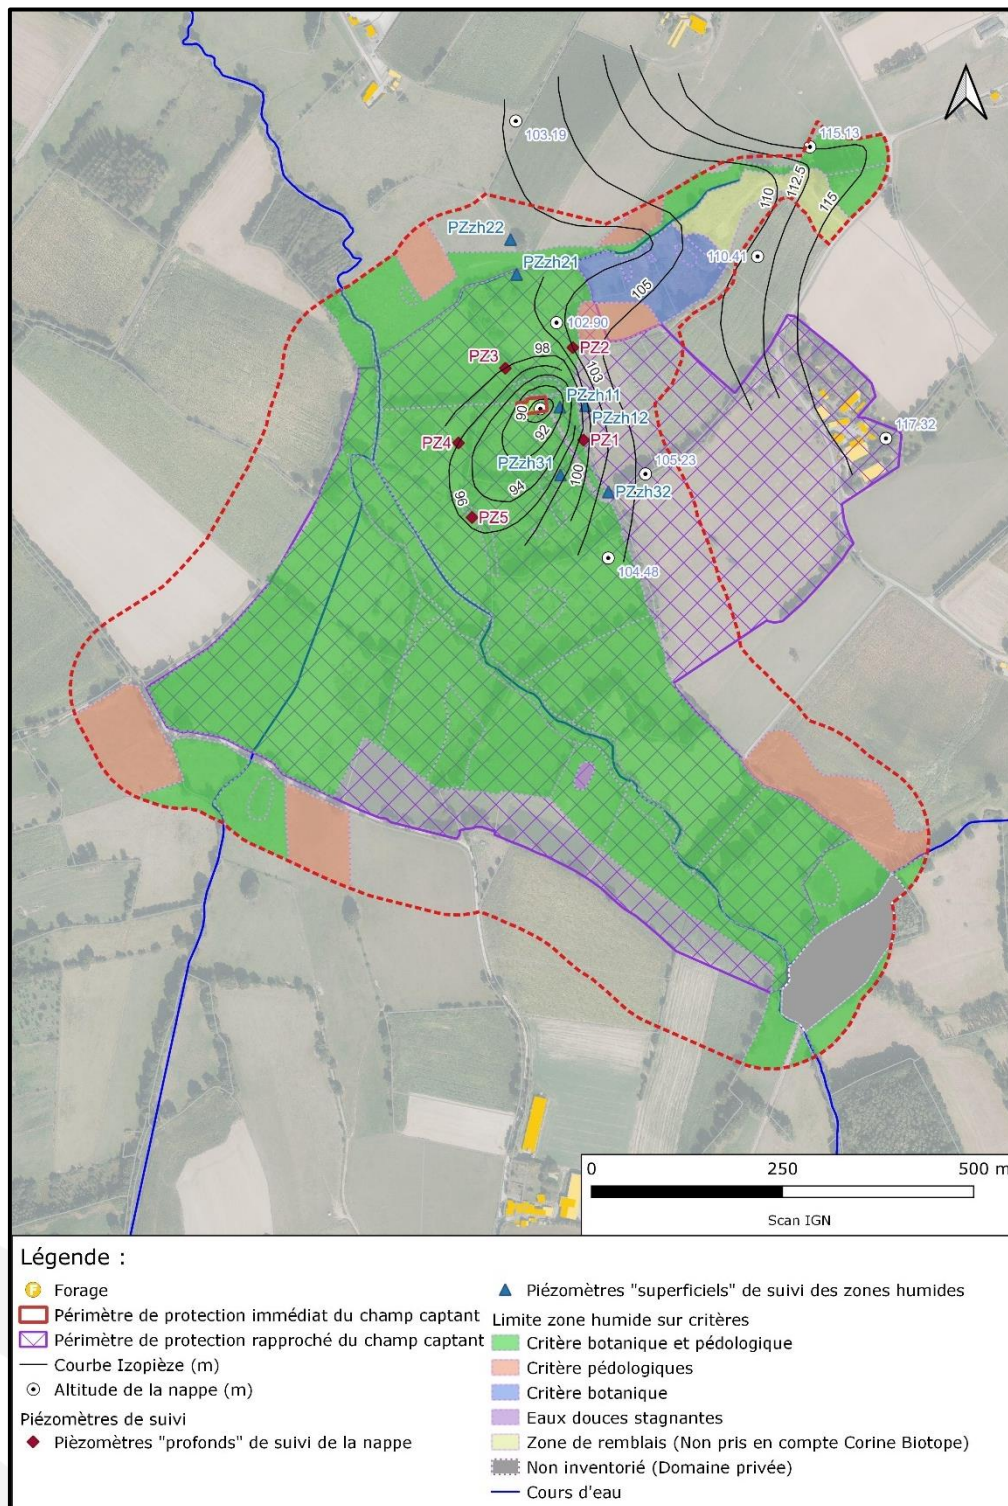 103.19
115.13
110
112.5
115
PZzh22
PZzh21
110.41
105
102.90
98
PZ2
PZ3
103
PZzh11
90
PZzh12
117.32
92
PZ1
PZ4
PZzh31
100
105.23
94
PZzh32
96
PZ5
104.48
0 250 500 m
Scan IGN
Légende :
F Forage
Périmètre de protection immédiat du champ captant
Périmètre de protection rapproché du champ captant
Courbe Izopièze (m)
Altitude de la nappe (m)
Piézomètres de suivi
Pièzomètres "profonds" de suivi de la nappe
Piézomètres "superficiels" de suivi des zones humides
Limite zone humide sur critères
Critère botanique et pédologique
Critère pédologiques
Critère botanique
Eaux douces stagnantes
Zone de remblais (Non pris en compte Corine Biotope)
Non inventorié (Domaine privée)
Cours d'eau